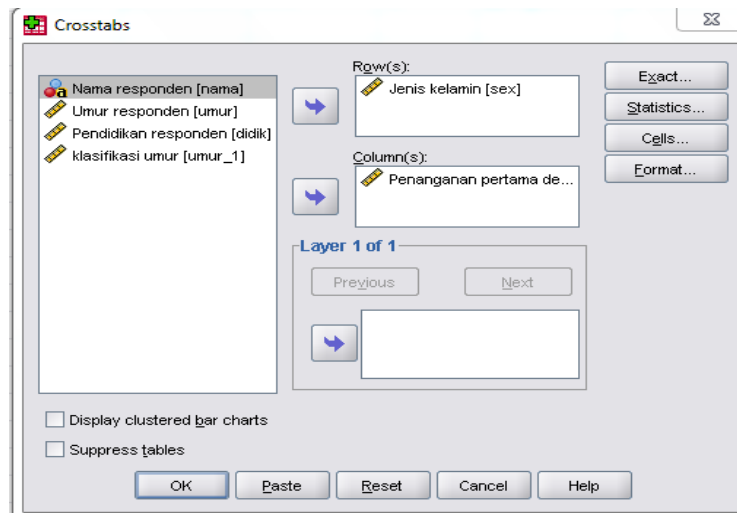 Crosstabs
Nama responden [nama]
Umur responden [umur]
Pendidikan responden [didik]
klasifikasi umur [umur_1]
Row(s):
Jenis kelamin [sex]
Column(s):
Penanganan pertama de...
Exact...
Statistics...
Cells...
Format...
Layer 1 of 1
Previous
Next
Display clustered bar charts
Suppress tables
OK
Paste
Reset
Cancel
Help